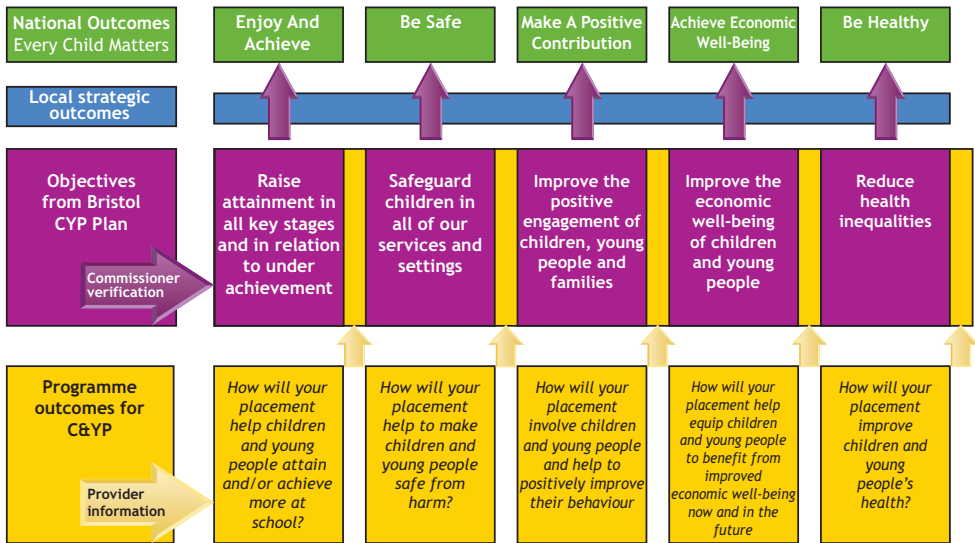 National Outcomes
Every Child Matters
Enjoy And
Achieve
Be Safe
Make A Positive
Contribution
Achieve Economic
Well-Being
Be Healthy
Local strategic
outcomes
Objectives
from Bristol
CYP Plan
Commissioner
verification
Raise
attainment in
all key stages
and in relation
to under
achievement
Safeguard
children in
all of our
services and
settings
Improve the
positive
engagement of
children, young
people and
families
Improve the
economic
well-being
of children
and young
people
Reduce
health
inequalities
Programme
outcomes for
C&YP
Provider
information
How will your
placement
help children
and young
people attain
and/or achieve
more at
school?
How will your
placement
help to make
children and
young people
safe from
harm?
How will your
placement
involve children
and young people
and help to
positively improve
their behaviour
How will your
placement help
equip children
and young people
to benefit from
improved
economic well-being
now and in the
future
How will your
placement
improve
children and
young
people's
health?